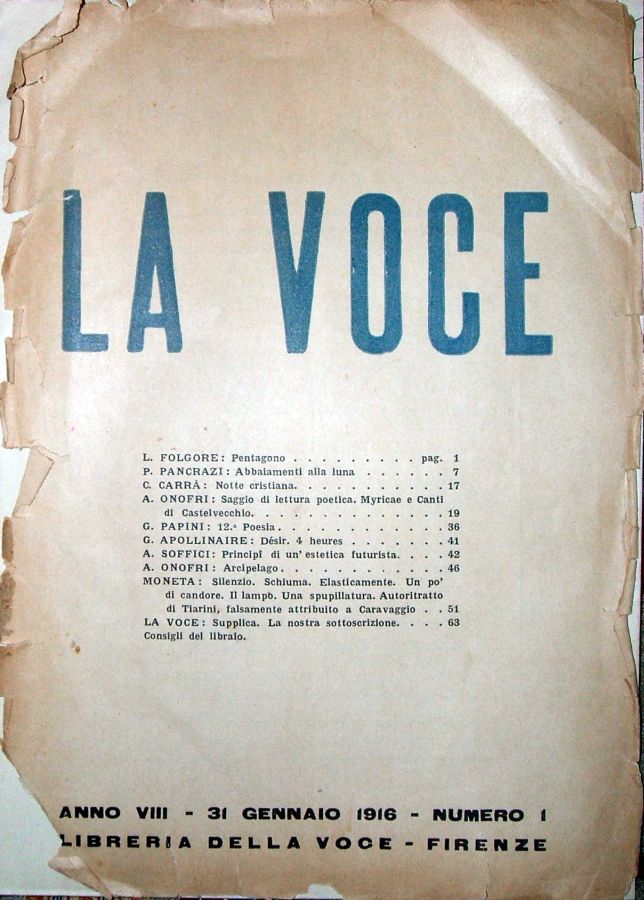 LA VOCE
L. FOLGORE: Pentagono . . . . . . . . . pag. 1
P. PANCRAZI: Abbaiamenti alla luna . . . . . . 7
C. CARRÀ: Notte cristiana. . . . . . . . . . . 17
A. ONOFRI: Saggio di lettura poetica. Myricae e Canti
di Castelvecchio. . . . . . . . . . . . . 19
G. PAPINI: 12.ª Poesia . . . . . . . . . . . . 36
G. APOLLINAIRE: Désir. 4 heures . . . . . . . 41
A. SOFFICI: Principî di un'estetica futurista. . . . 42
A. ONOFRI: Arcipelago . . . . . . . . . . . . 46
MONETA: Silenzio. Schiuma. Elasticamente. Un po'
di candore. Il lampb. Una spupillatura. Autoritratto
di Tiarini, falsamente attribuito a Caravaggio . . 51
LA VOCE: Supplica. La nostra sottoscrizione. . . . 63
Consigli del libraio.
ANNO VIII - 31 GENNAIO 1916 - NUMERO 1
LIBRERIA DELLA VOCE - FIRENZE